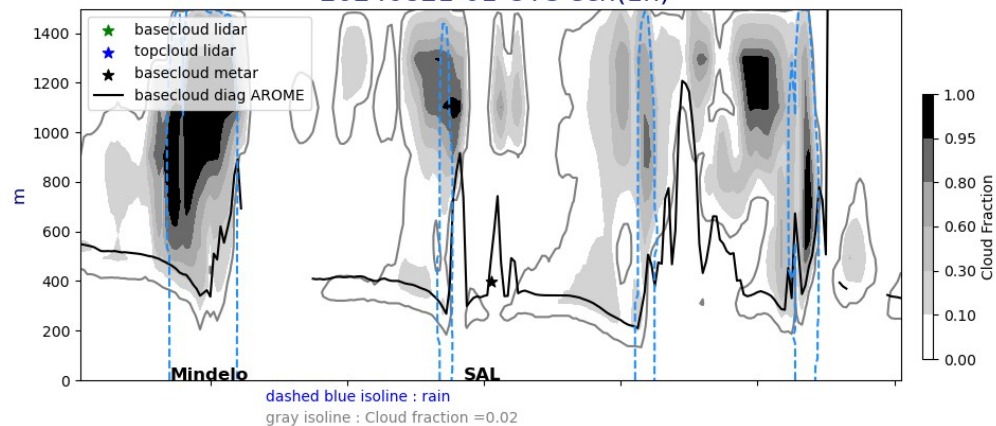 1400
1200
1000
800
600
400
200
0
m
basecloud lidar
topcloud lidar
basecloud metar
basecloud diag AROME
Mindelo
SAL
1.00
0.95
0.80
0.60
0.30
0.10
0.00
Cloud Fraction
dashed blue isoline : rain
gray isoline : Cloud fraction =0.02